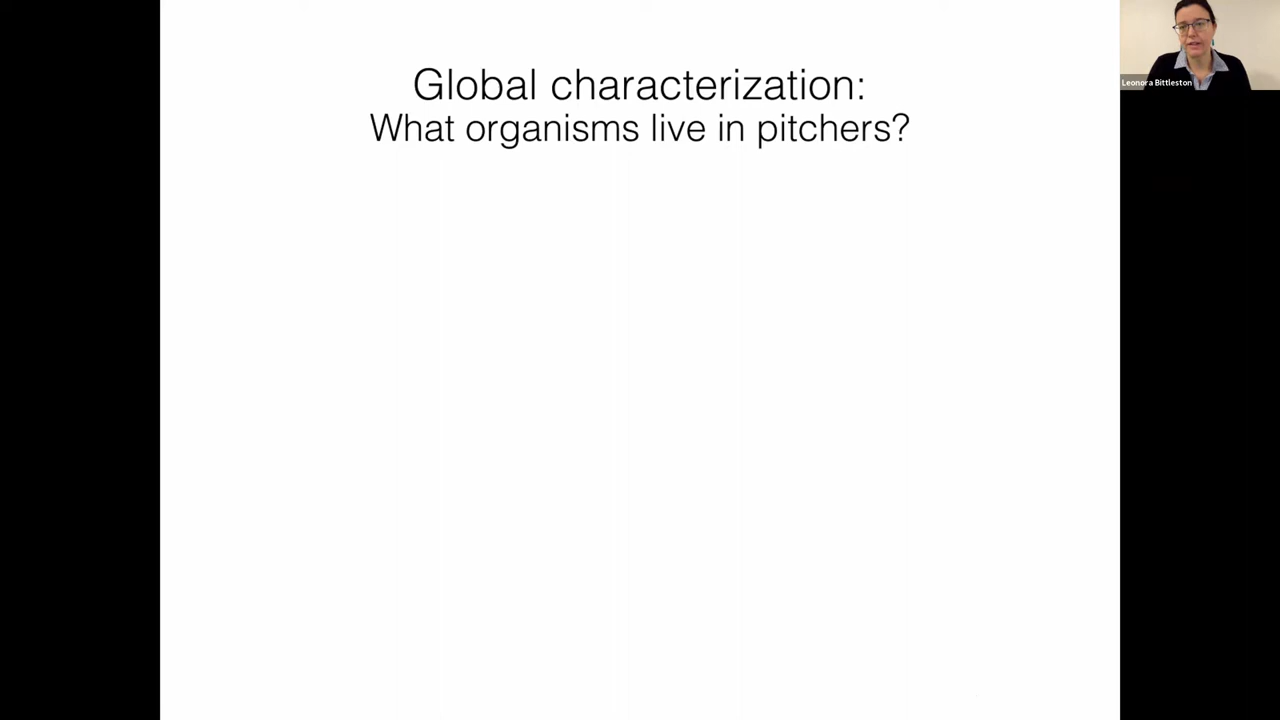 Global characterization:
What organisms live in pitchers?
Leonora Bittleston